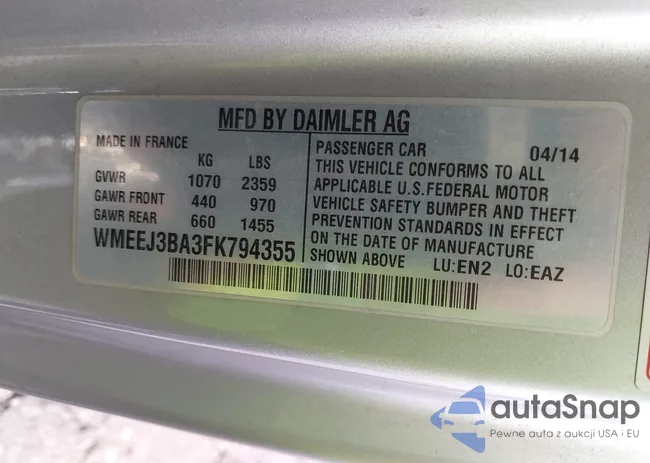 MFD BY DAIMLER AG
MADE IN FRANCE
KG LBS
GVWR 1070 2359
GAWR FRONT 440 970
GAWR REAR 660 1455
WMEEJ3BA3FK794355
PASSENGER CAR 04/14
THIS VEHICLE CONFORMS TO ALL
APPLICABLE U.S.FEDERAL MOTOR
VEHICLE SAFETY BUMPER AND THEFT
PREVENTION STANDARDS IN EFFECT
ON THE DATE OF MANUFACTURE
SHOWN ABOVE LU:EN2 LO:EAZ
autoSnap
Pewne auta z aukcji USA i EU